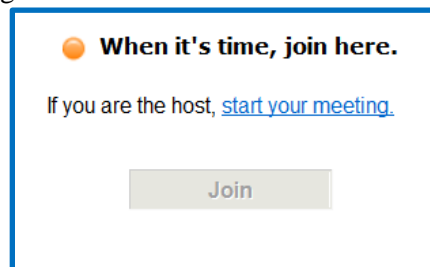 When it's time, join here.
If you are the host, start your meeting.
Join